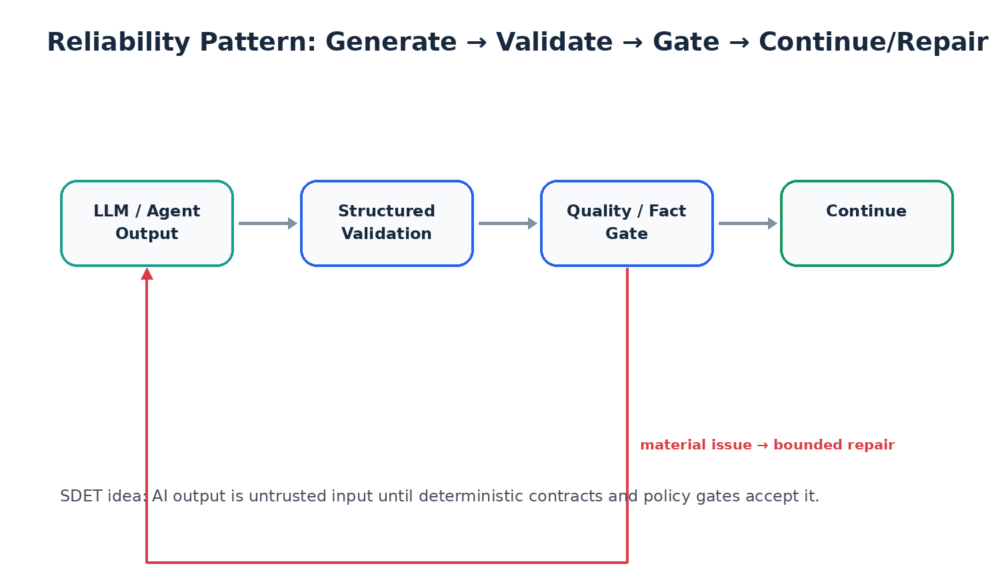 Reliability Pattern: Generate → Validate → Gate → Continue/Repair
LLM / Agent
Output
Structured
Validation
Quality / Fact
Gate
Continue
material issue → bounded repair
SDET idea: AI output is untrusted input until deterministic contracts and policy gates accept it.